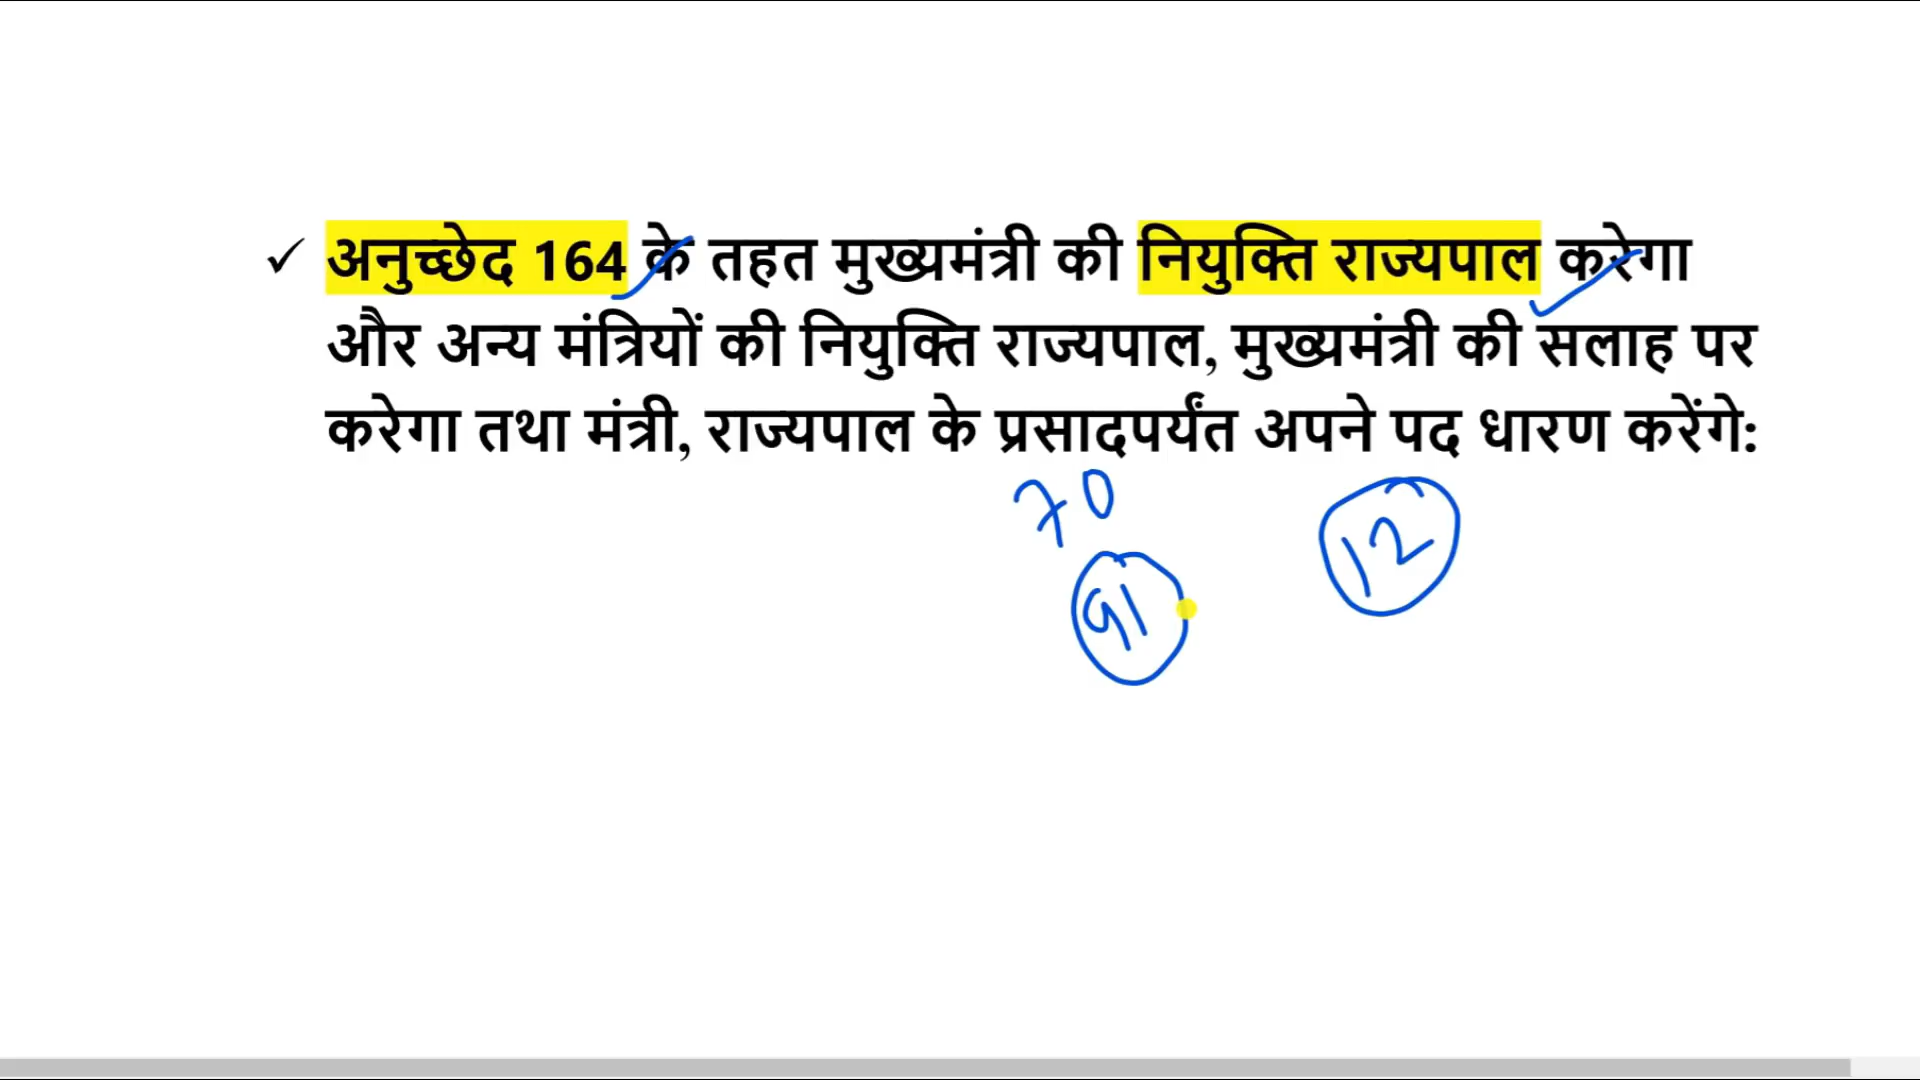 ✓ अनुच्छेद 164 के तहत मुख्यमंत्री की नियुक्ति राज्यपाल करेगा
और अन्य मंत्रियों की नियुक्ति राज्यपाल, मुख्यमंत्री की सलाह पर
करेगा तथा मंत्री, राज्यपाल के प्रसादपर्यंत अपने पद धारण करेंगे:
70
12
91